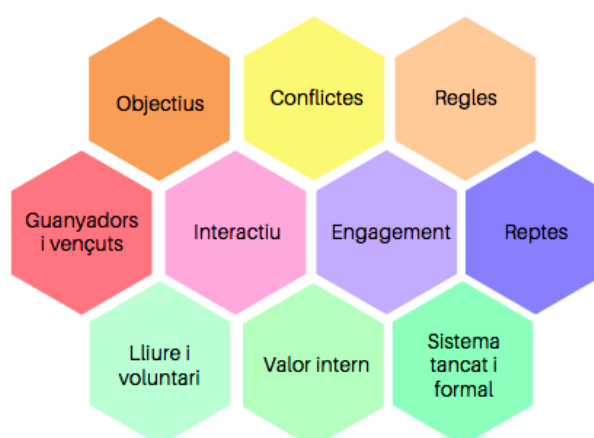 Objectius
Conflictes
Regles
Guanyadors
i vençuts
Interactiu
Engagement
Reptes
Lliure i
voluntari
Valor intern
Sistema
tancat i
formal